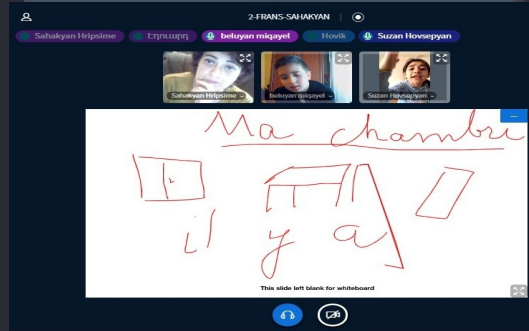 2-FRANS-SAHAKYAN
Sahakyan Hripsime Էդուարդ beluyan miqayel Hovik Suzan Hovsepyan
Sahakyan Hripsime beluyan miqayel Suzan Hovsepyan
Ma chambre
il y a
This slide left blank for whiteboard